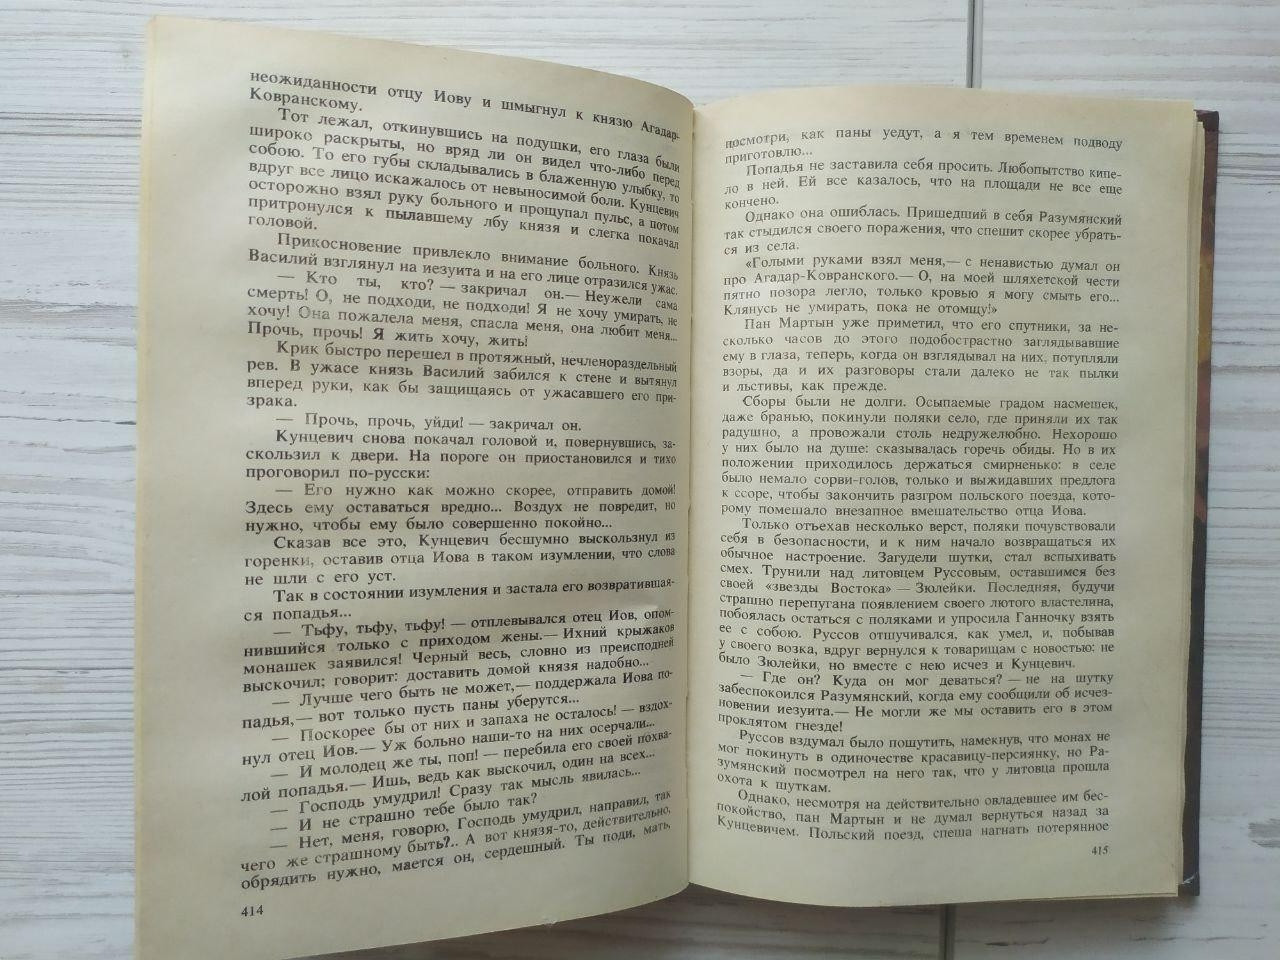 неожиданности отцу Иову и шмыгнул к князю Агадар-
Ковранскому.
Тот лежал, откинувшись на подушки, его глаза были
широко раскрыты, но вряд ли он видел что-либо перед
собою. То его губы складывались в блаженную улыбку, то
вдруг все лицо искажалось от невыносимой боли. Кунцевич
осторожно взял руку больного и прощупал пульс, а потом
притронулся к пылавшему лбу князя и слегка покачал
головой.
Прикосновение привлекло внимание больного. Князь
Василий взглянул на иезуита и на его лице отразился ужас.
— Кто ты, кто? — закричал он.— Неужели сама
смерть! О, не подходи, не подходи! Я не хочу умирать, не
хочу! Она пожалела меня, спасла меня, она любит меня...
Прочь, прочь! Я жить хочу, жить!
Крик быстро перешел в протяжный, нечленораздельный
рев. В ужасе князь Василий забился к стене и вытянул
вперед руки, как бы защищаясь от ужасавшего его при-
зрака.
— Прочь, прочь, уйди! — закричал он.
Кунцевич снова покачал головой и, повернувшись, за-
скользил к двери. На пороге он приостановился и тихо
проговорил по-русски:
— Его нужно как можно скорее, отправить домой!
Здесь ему оставаться вредно... Воздух не повредит, но
нужно, чтобы ему было совершенно покойно...
Сказав все это, Кунцевич бесшумно выскользнул из
горенки, оставив отца Иова в таком изумлении, что слова
не шли с его уст.
Так в состоянии изумления и застала его возвратившая-
ся попадья...
— Тьфу, тьфу, тьфу! — отплевывался отец Иов, опом-
нившийся только с приходом жены.— Ихний крыжаков
монашек заявился! Черный весь, словно из преисподней
выскочил; говорит: доставить домой князя надобно...
— Лучше чего быть не может,— поддержала Иова по-
падья,— вот только пусть паны уберутся...
— Поскорее бы от них и запаха не осталось! — вздох-
нул отец Иов.— Уж больно наши-то на них осерчали...
— И молодец же ты, поп! — перебила его своей похва-
лой попадья.— Ишь, ведь как выскочил, один на всех...
— Господь умудрил! Сразу так мысль явилась...
— И не страшно тебе было так?
— Нет, меня, говорю, Господь умудрил, направил, так
чего же страшному быть?.. А вот князя-то, действительно,
обрядить нужно, мается он, сердешный. Ты поди, мать,
414
посмотри, как паны уедут, а я тем временем подводу
приготовлю...
Попадья не заставила себя просить. Любопытство кипе-
ло в ней. Ей все казалось, что на площади не все еще
кончено.
Однако она ошиблась. Пришедший в себя Разумянский
так стыдился своего поражения, что спешит скорее убрать-
ся из села.
«Голыми руками взял меня,— с ненавистью думал он
про Агадар-Ковранского.— О, на моей шляхетской чести
пятно позора легло, только кровью я могу смыть его...
Клянусь не умирать, пока не отомщу!»
Пан Мартын уже приметил, что его спутники, за не-
сколько часов до этого подобострастно заглядывавшие
ему в глаза, теперь, когда он взглядывал на них, потупляли
взоры, да и их разговоры стали далеко не так пылки
и льстивы, как прежде.
Сборы были не долги. Осыпаемые градом насмешек,
даже бранью, покинули поляки село, где приняли их так
радушно, а провожали столь недружелюбно. Нехорошо
у них было на душе: сказывалась горечь обиды. Но в их
положении приходилось держаться смирненько: в селе
было немало сорви-голов, только и выжидавших предлога
к ссоре, чтобы закончить разгром польского поезда, кото-
рому помешало внезапное вмешательство отца Иова.
Только отъехав несколько верст, поляки почувствовали
себя в безопасности, и к ним начало возвращаться их
обычное настроение. Загудели шутки, стал вспыхивать
смех. Трунили над литовцем Руссовым, оставшимся без
своей «звезды Востока» — Зюлейки. Последняя, будучи
страшно перепугана появлением своего лютого властелина,
побоялась остаться с поляками и упросила Ганночку взять
ее с собою. Руссов отшучивался, как умел, и, побывав
у своего возка, вдруг вернулся к товарищам с новостью: не
было Зюлейки, но вместе с нею исчез и Кунцевич.
— Где он? Куда он мог деваться? — не на шутку
забеспокоился Разумянский, когда ему сообщили об исчез-
новении иезуита.— Не могли же мы оставить его в этом
проклятом гнезде!
Руссов вздумал было пошутить, намекнув, что монах не
мог покинуть в одиночестве красавицу-персиянку, но Ра-
зумянский посмотрел на него так, что у литовца прошла
охота к шуткам.
Однако, несмотря на действительно овладевшее им бес-
покойство, пан Мартын и не думал вернуться назад за
Кунцевичем. Польский поезд, спеша нагнать потерянное
415